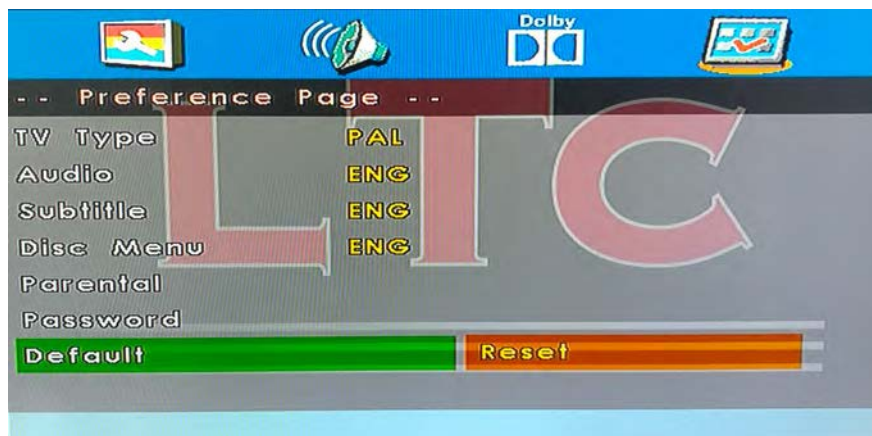 Dolby
-- Preference Page --
TV Type PAL
Audio ENG
Subtitle ENG
Disc Menu ENG
Parental
Password
Default Reset
LTC